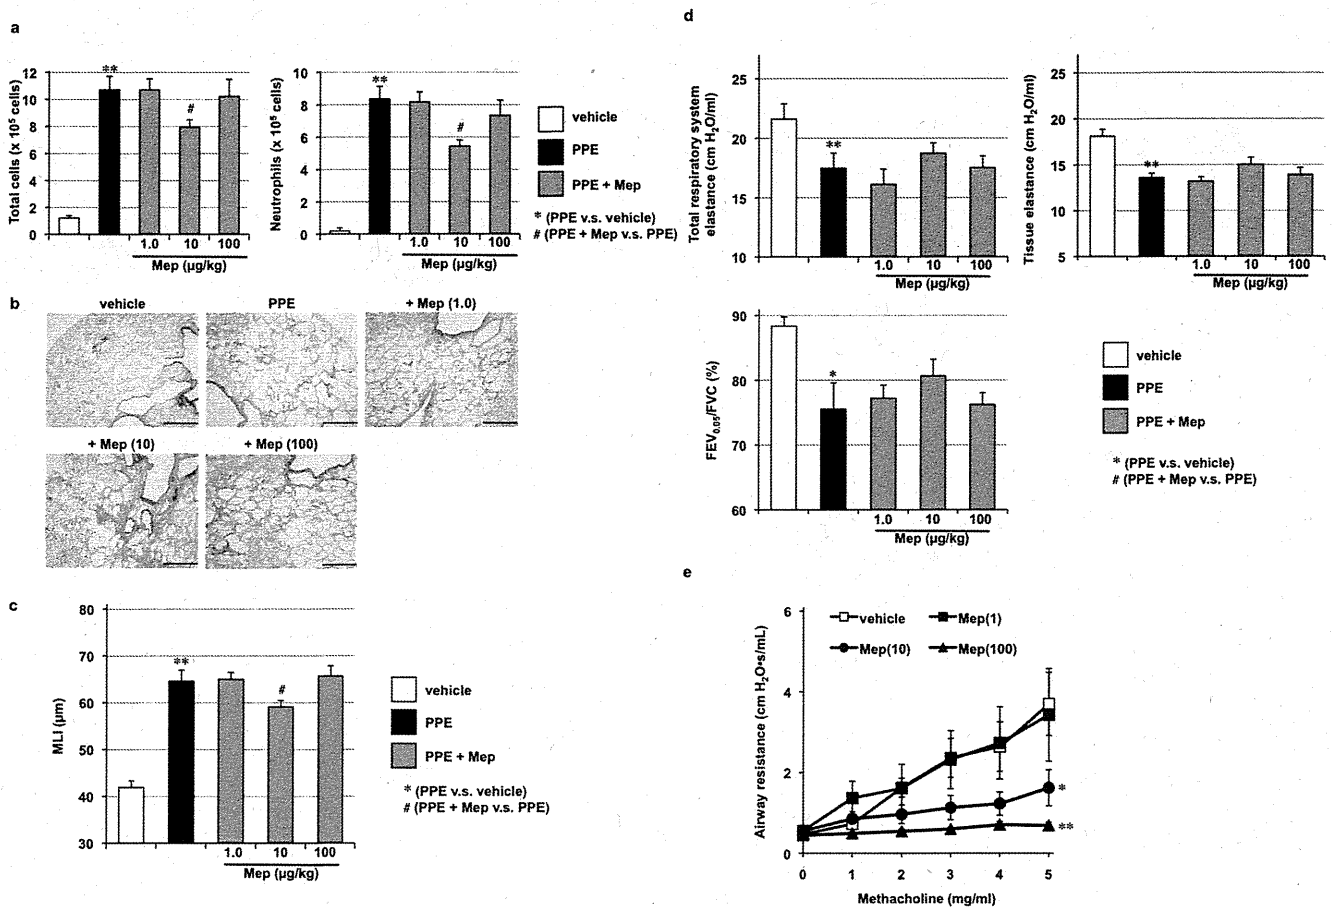 a
Total cells (x 10⁵ cells)
12
10
8
6
4
2
0
**
#
1.0 10 100
Mep (µg/kg)
Neutrophils (x 10⁵ cells)
10
8
6
4
2
0
**
#
1.0 10 100
Mep (µg/kg)
vehicle
PPE
PPE + Mep
* (PPE v.s. vehicle)
# (PPE + Mep v.s. PPE)
b
vehicle
PPE
+ Mep (1.0)
+ Mep (10)
+ Mep (100)
c
MLI (µm)
80
70
60
50
40
30
**
#
1.0 10 100
Mep (µg/kg)
vehicle
PPE
PPE + Mep
* (PPE v.s. vehicle)
# (PPE + Mep v.s. PPE)
d
Total respiratory system
elastance (cm H₂O/ml)
25
20
15
10
**
1.0 10 100
Mep (µg/kg)
Tissue elastance (cm H₂O/ml)
25
20
15
10
5
**
1.0 10 100
Mep (µg/kg)
FEV₀.₀₅/FVC (%)
90
80
70
60
*
1.0 10 100
Mep (µg/kg)
vehicle
PPE
PPE + Mep
* (PPE v.s. vehicle)
# (PPE + Mep v.s. PPE)
e
Airway resistance (cm H₂O•s/mL)
6
4
2
0
vehicle
Mep(1)
Mep(10)
Mep(100)
*
**
0 1 2 3 4 5
Methacholine (mg/ml)